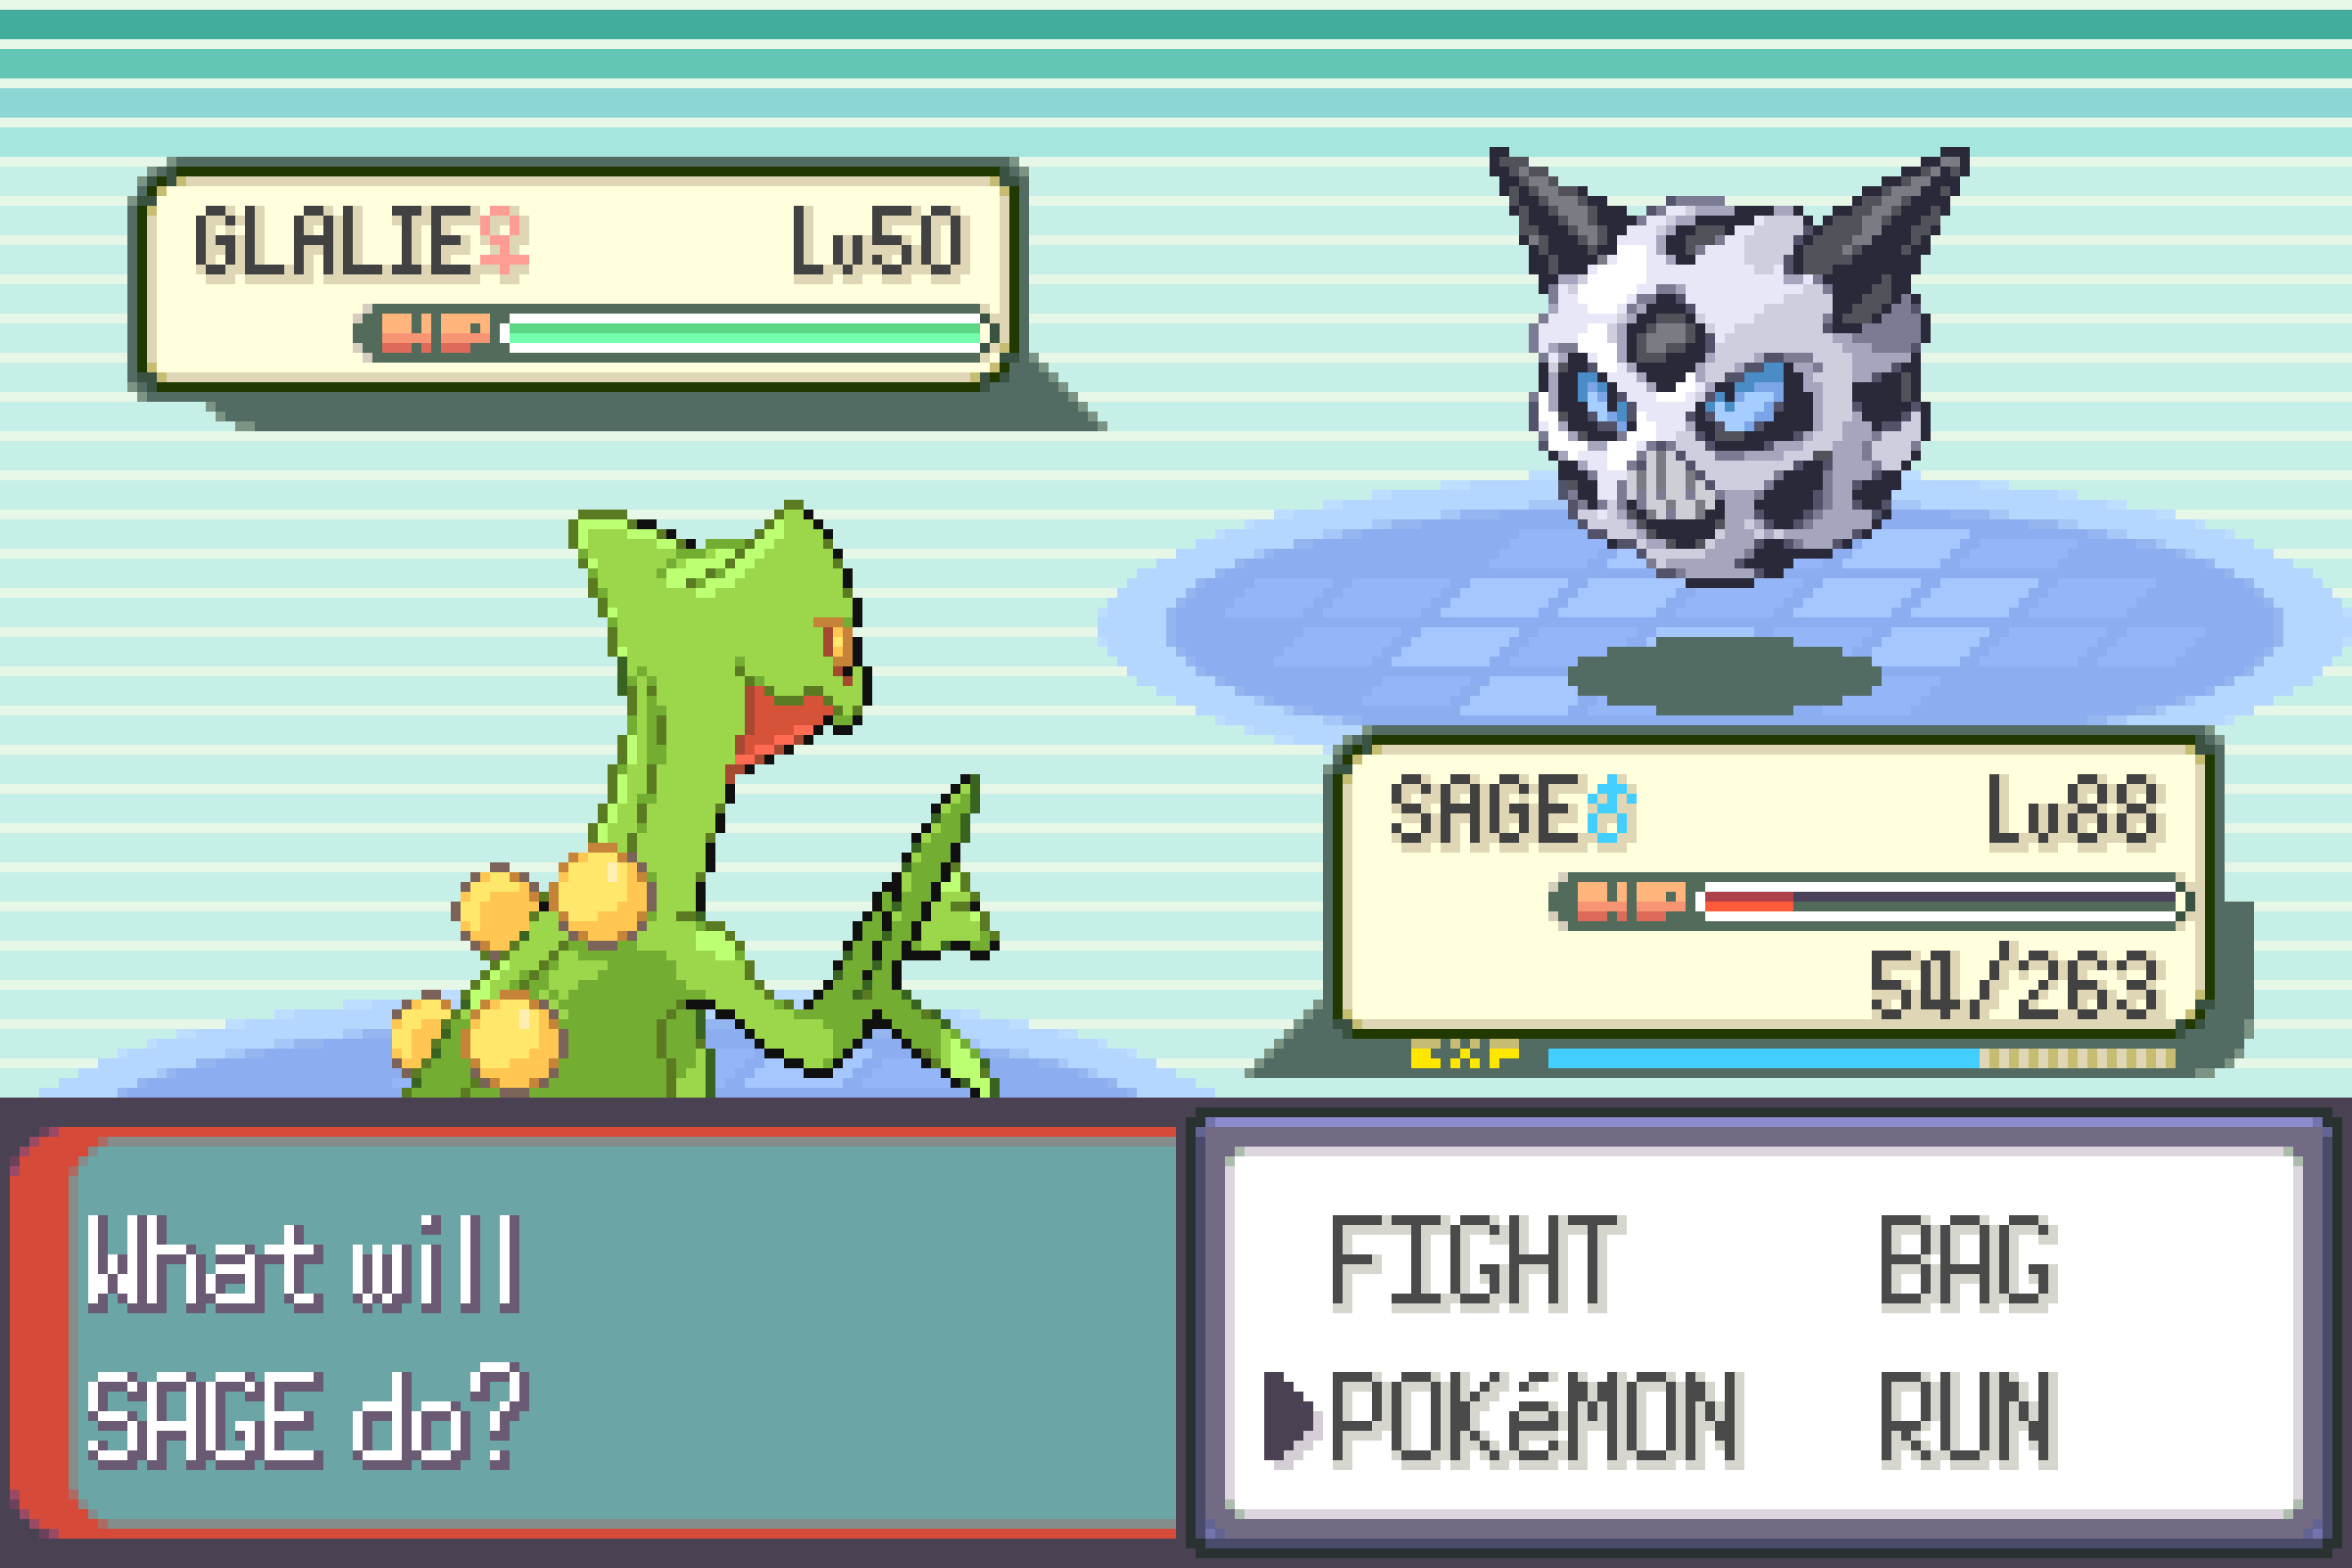 GLALIE♀ Lv50
HP
SAGE♂ Lv88
HP
54/263
EXP
What will
SAGE do?
FIGHT BAG
POKéMON RUN